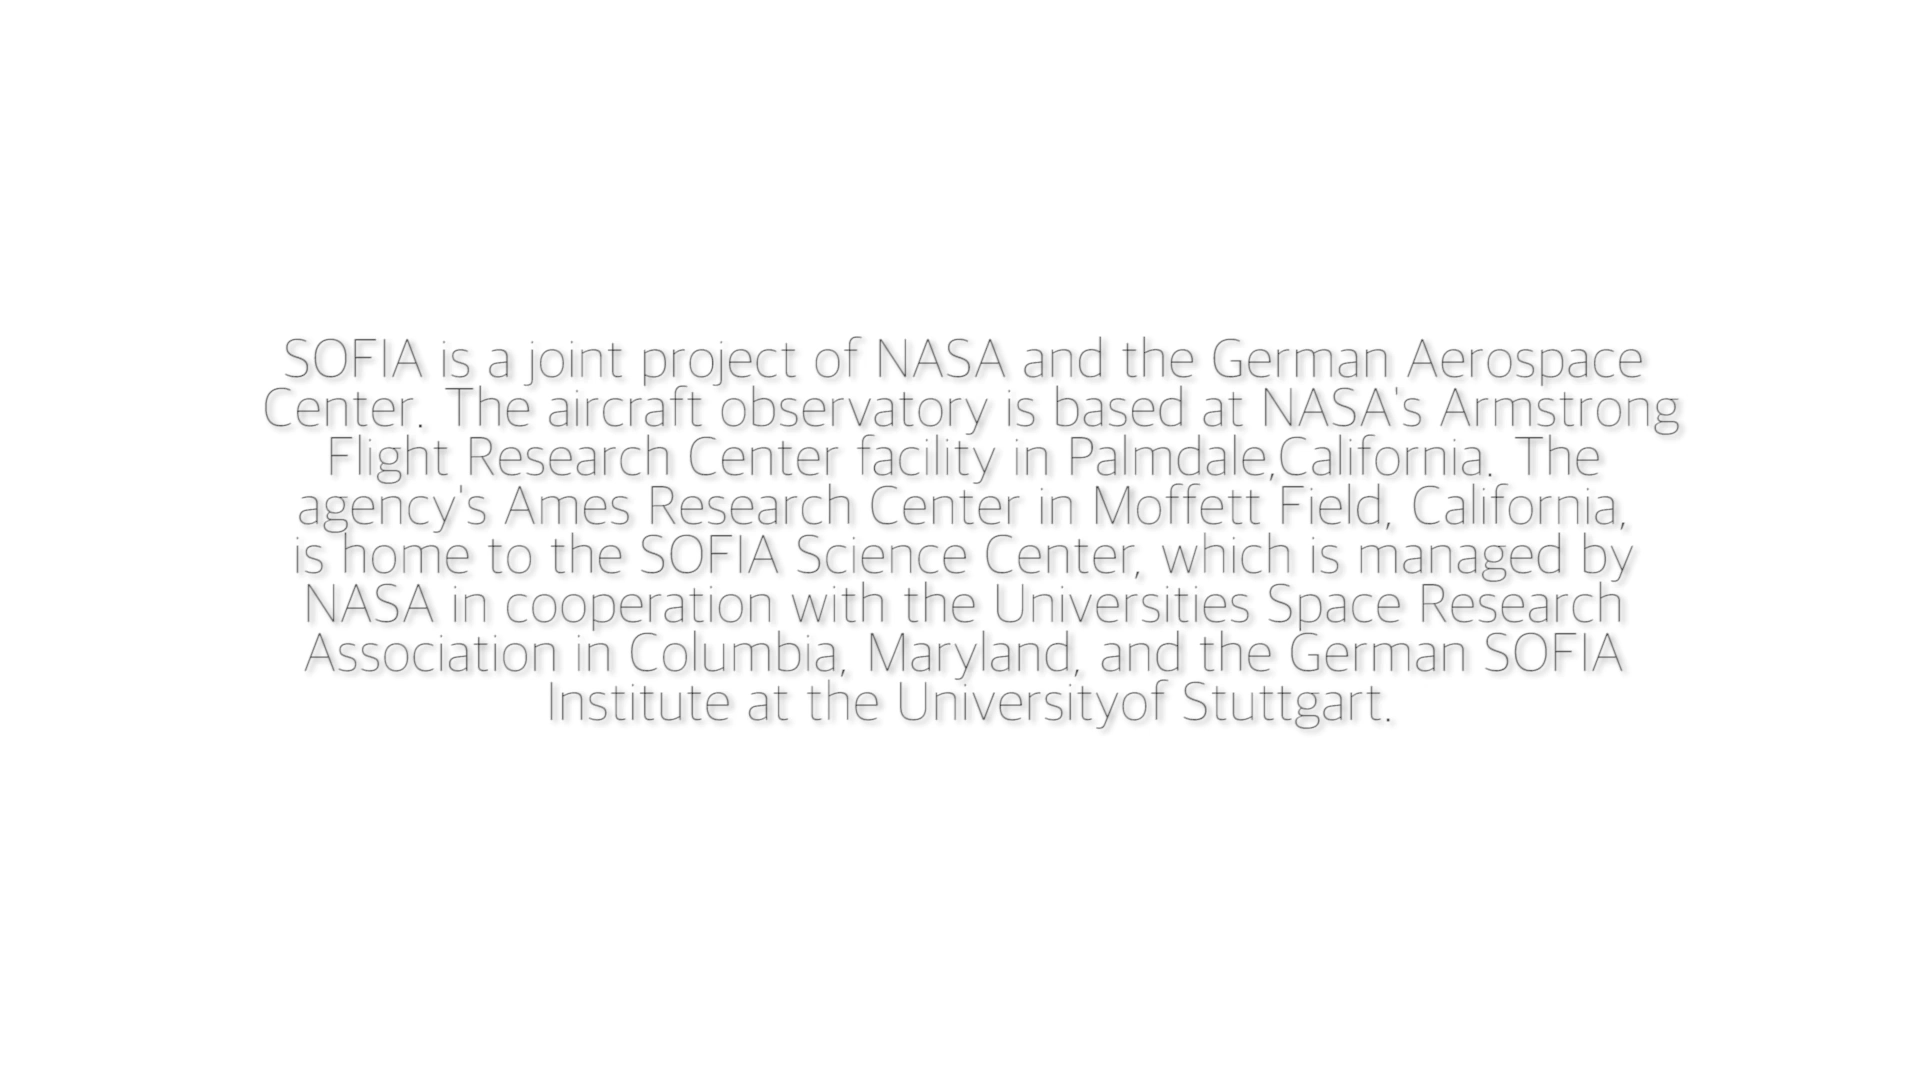 SOFIA is a joint project of NASA and the German Aerospace
Center. The aircraft observatory is based at NASA's Armstrong
Flight Research Center facility in Palmdale,California. The
agency's Ames Research Center in Moffett Field, California,
is home to the SOFIA Science Center, which is managed by
NASA in cooperation with the Universities Space Research
Association in Columbia, Maryland, and the German SOFIA
Institute at the Universityof Stuttgart.